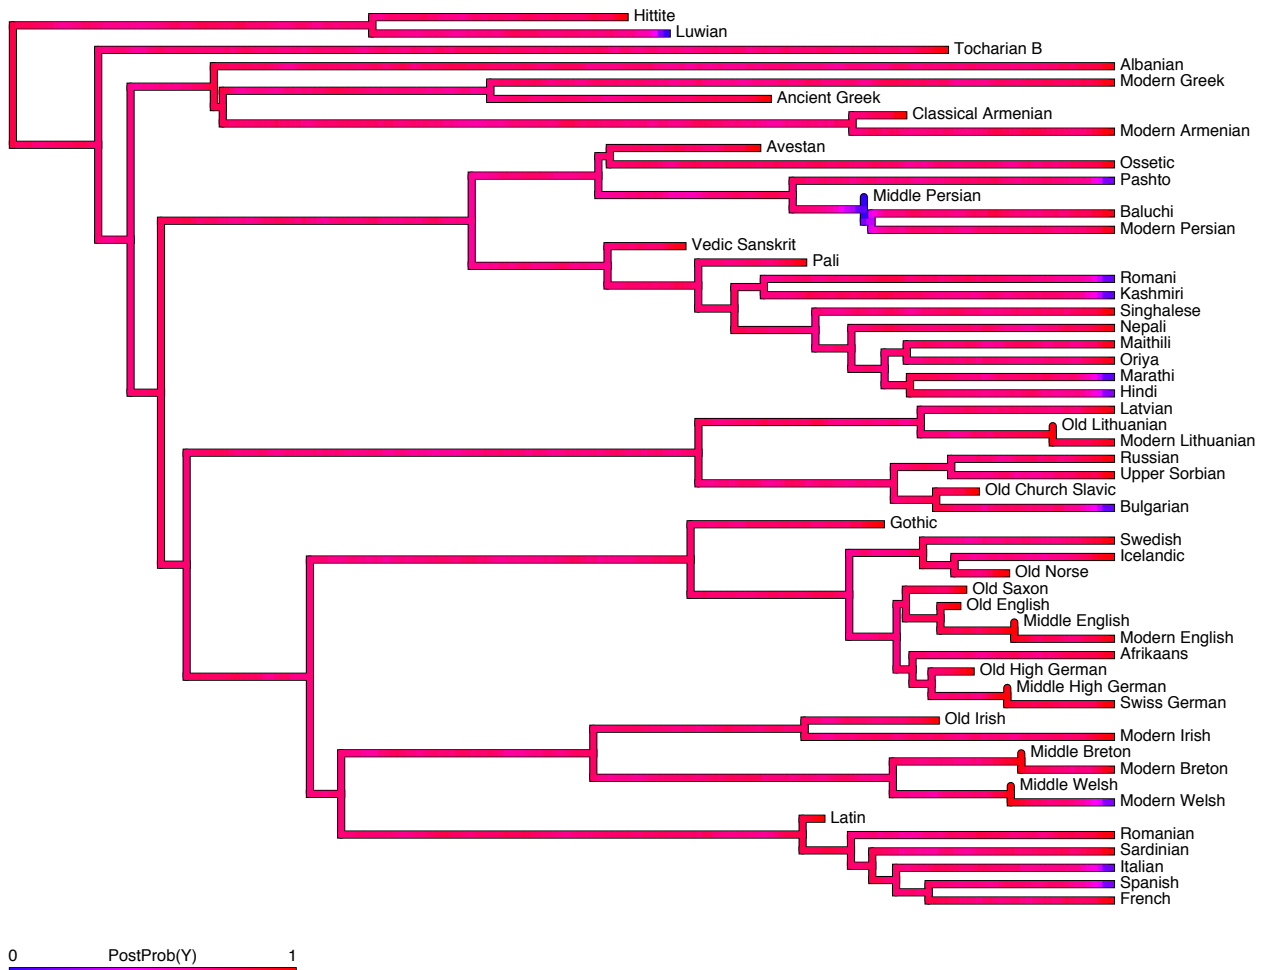 Hittite
Luwian
Tocharian B
Albanian
Modern Greek
Ancient Greek
Classical Armenian
Modern Armenian
Avestan
Ossetic
Pashto
Middle Persian
Baluchi
Modern Persian
Vedic Sanskrit
Pali
Romani
Kashmiri
Singhalese
Nepali
Maithili
Oriya
Marathi
Hindi
Latvian
Old Lithuanian
Modern Lithuanian
Russian
Upper Sorbian
Old Church Slavic
Bulgarian
Gothic
Swedish
Icelandic
Old Norse
Old Saxon
Old English
Middle English
Modern English
Afrikaans
Old High German
Middle High German
Swiss German
Old Irish
Modern Irish
Middle Breton
Modern Breton
Middle Welsh
Modern Welsh
Latin
Romanian
Sardinian
Italian
Spanish
French
0 PostProb(Y) 1